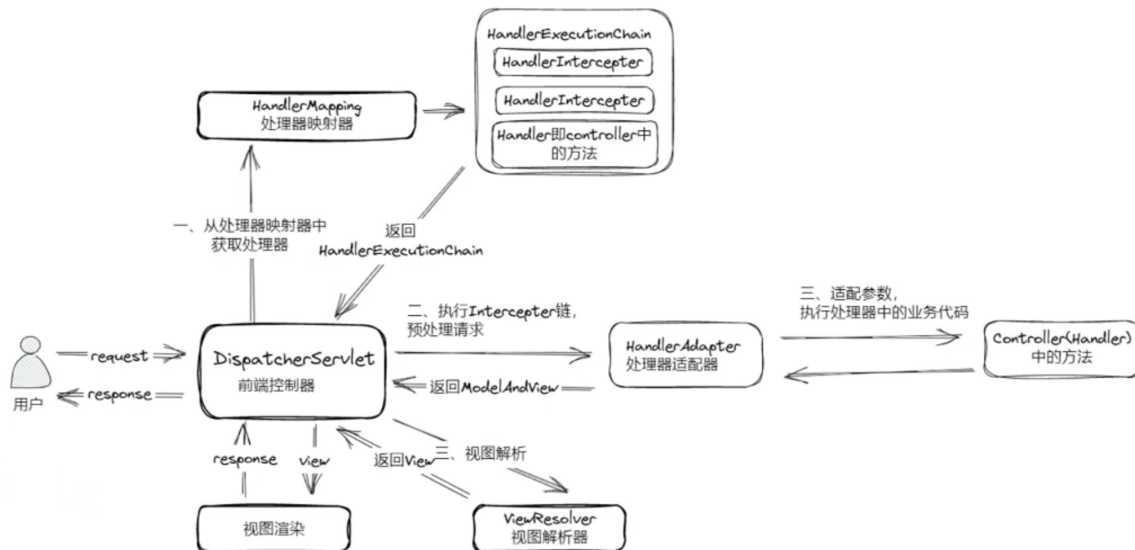 HandlerExecutionChain
HandlerIntercepter
HandlerIntercepter
Handler即controller中
的方法
HandlerMapping
处理器映射器
一、从处理器映射器中
获取处理器
返回
HandlerExecutionChain
二、执行Intercepter链,
预处理请求
三、适配参数,
执行处理器中的业务代码
request
DispatcherServlet
前端控制器
HandlerAdapter
处理器适配器
Controller(Handler)
中的方法
返回ModelAndView
response
用户
response
view
返回View
三、视图解析
视图渲染
ViewResolver
视图解析器